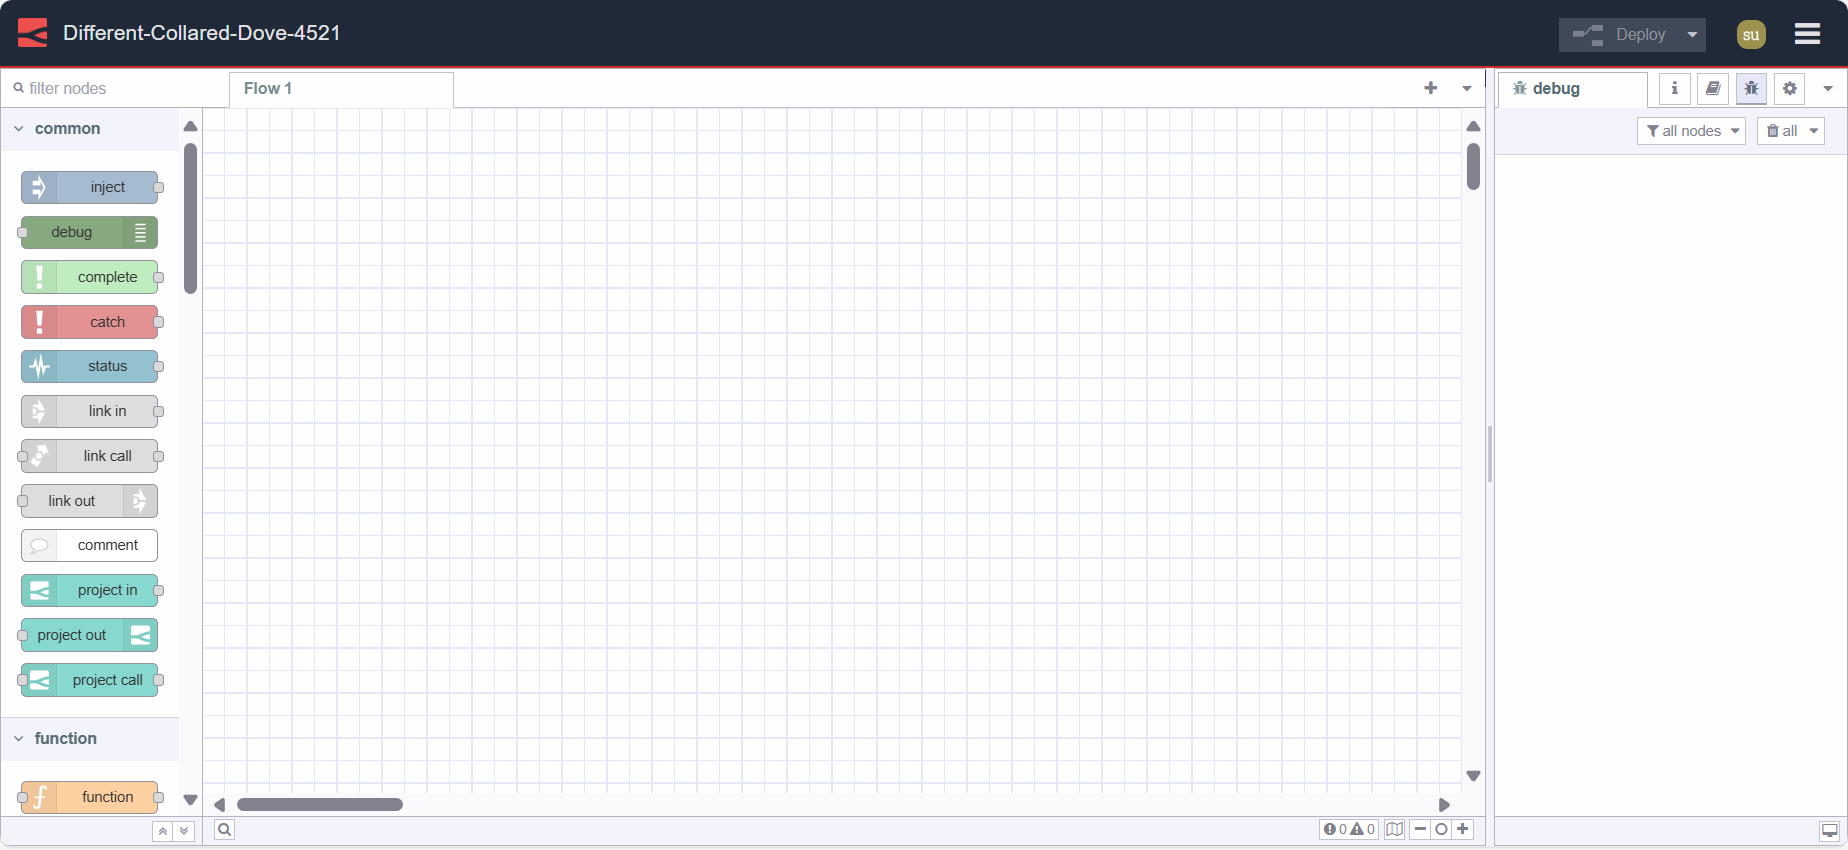 Different-Collared-Dove-4521
Deploy
su
filter nodes
Flow 1
debug
i
all nodes
all
common
inject
debug
complete
catch
status
link in
link call
link out
comment
project in
project out
project call
function
function
0 0